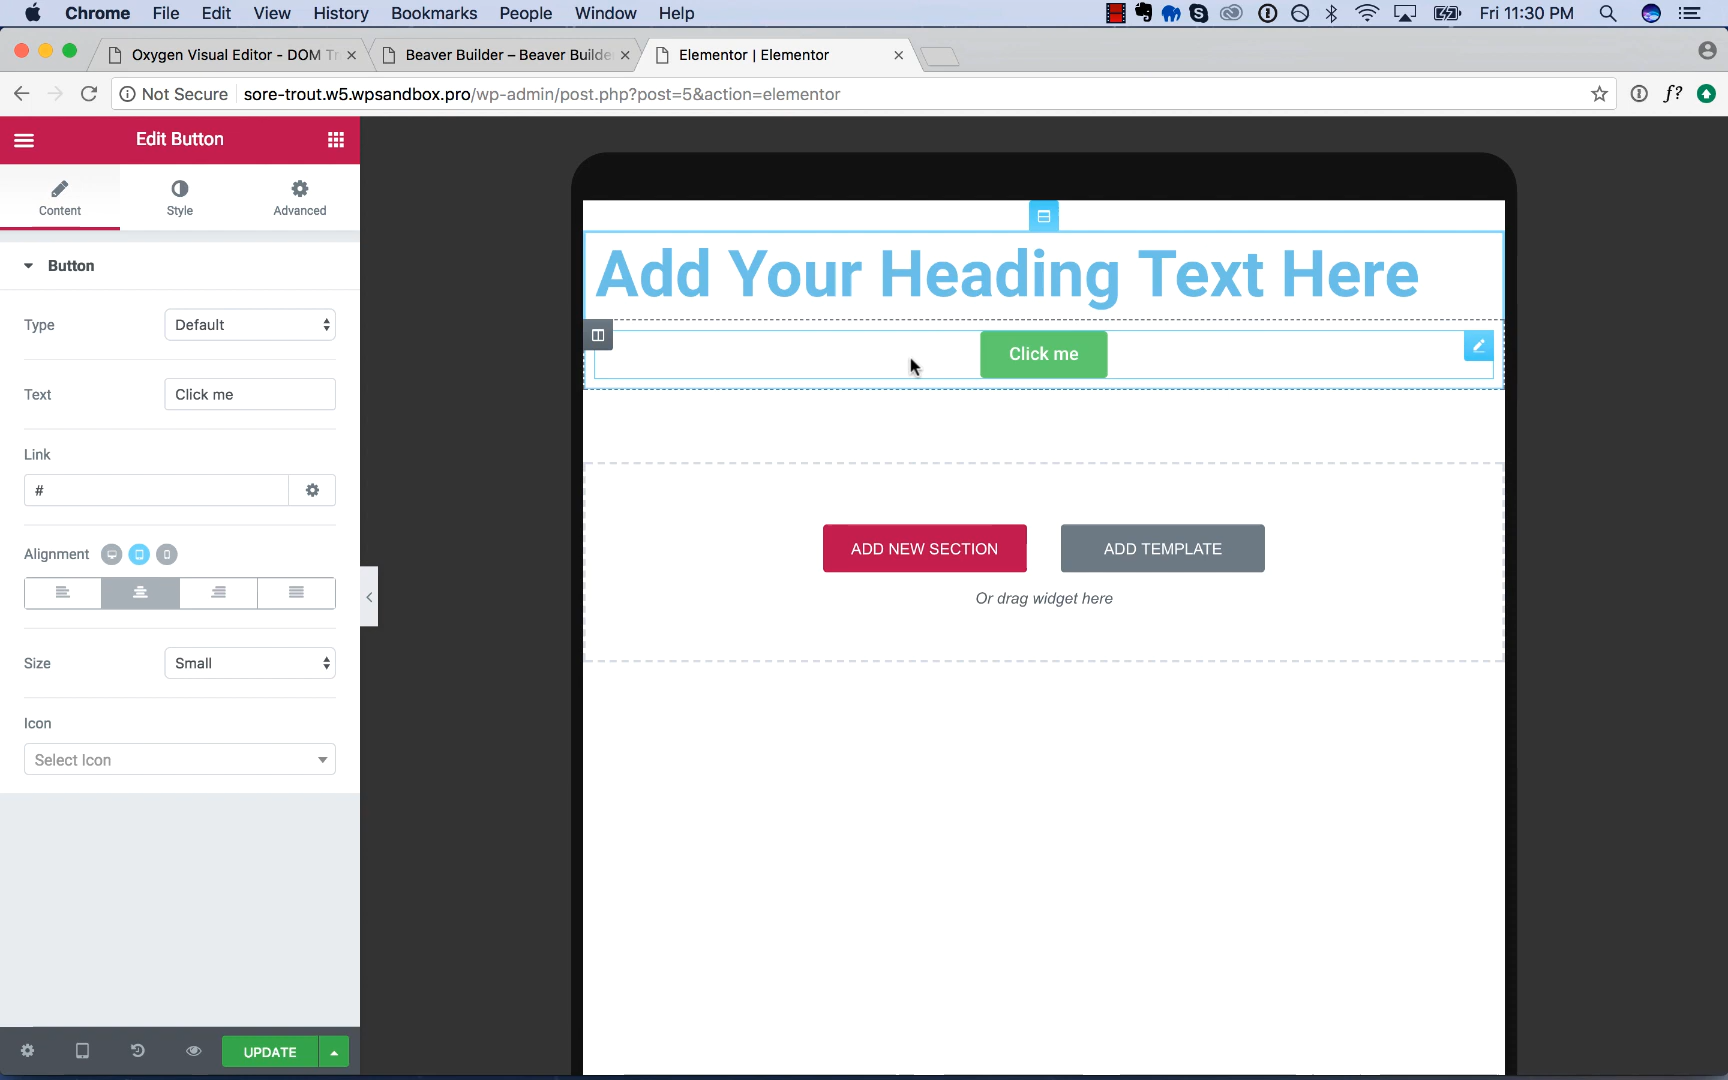 Chrome File Edit View History Bookmarks People Window Help Fri 11:30 PM
Oxygen Visual Editor - DOM Tr Beaver Builder – Beaver Builde Elementor | Elementor
Not Secure sore-trout.w5.wpsandbox.pro/wp-admin/post.php?post=5&action=elementor f?
Edit Button
Content Style Advanced
Button
Type Default
Text Click me
Link
#
Alignment
Size Small
Icon
Select Icon
UPDATE
Add Your Heading Text Here
Click me
ADD NEW SECTION ADD TEMPLATE
Or drag widget here